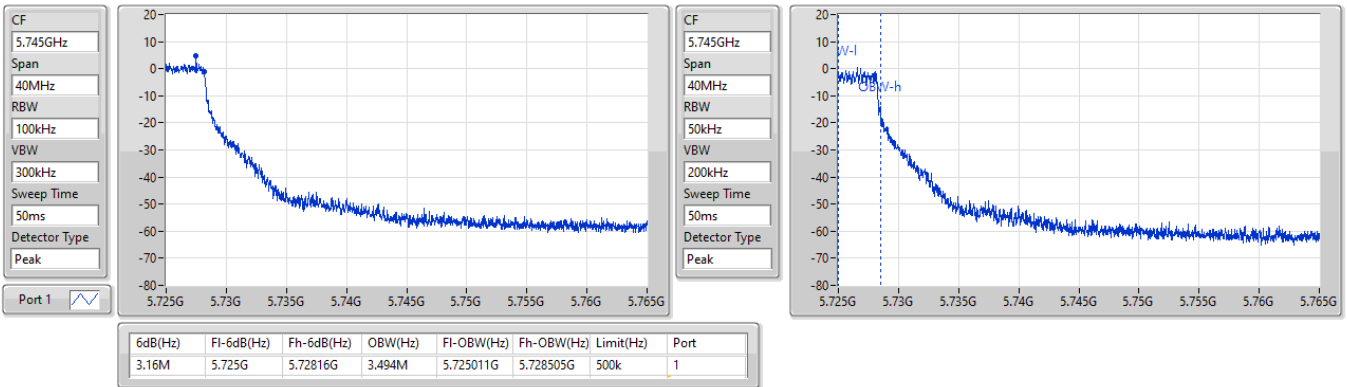 CF
5.745GHz
Span
40MHz
RBW
100kHz
VBW
300kHz
Sweep Time
50ms
Detector Type
Peak
Port 1
20
10
0
-10
-20
-30
-40
-50
-60
-70
-80
5.725G 5.73G 5.735G 5.74G 5.745G 5.75G 5.755G 5.76G 5.765G
CF
5.745GHz
Span
40MHz
RBW
50kHz
VBW
200kHz
Sweep Time
50ms
Detector Type
Peak
20
10
0
-10
-20
-30
-40
-50
-60
-70
-80
W-l
OBW-h
5.725G 5.73G 5.735G 5.74G 5.745G 5.75G 5.755G 5.76G 5.765G
6dB(Hz) Fl-6dB(Hz) Fh-6dB(Hz) OBW(Hz) Fl-OBW(Hz) Fh-OBW(Hz) Limit(Hz) Port
3.16M 5.725G 5.72816G 3.494M 5.725011G 5.728505G 500k 1